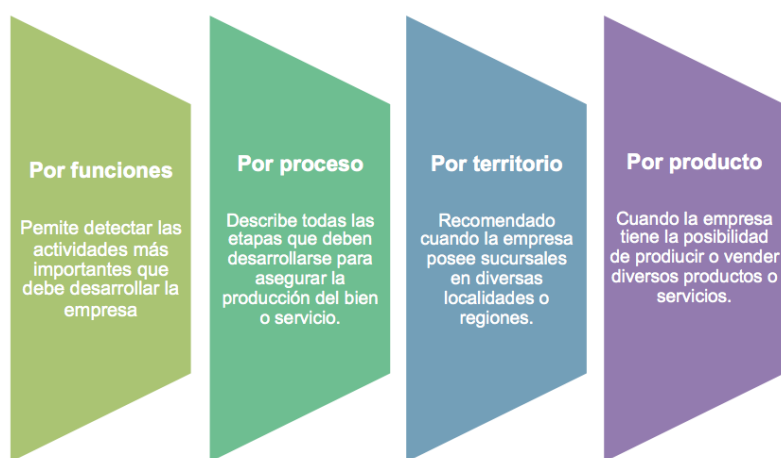 Por funciones
Pemite detectar las
actividades más
importantes que
debe desarrollar la
empresa
Por proceso
Describe todas las
etapas que deben
desarrollarse para
asegurar la
producción del bien
o servicio.
Por territorio
Recomendado
cuando la empresa
posee sucursales
en diversas
localidades o
regiones.
Por producto
Cuando la empresa
tiene la posibilidad
de prodiucir o vender
diversos productos o
servicios.